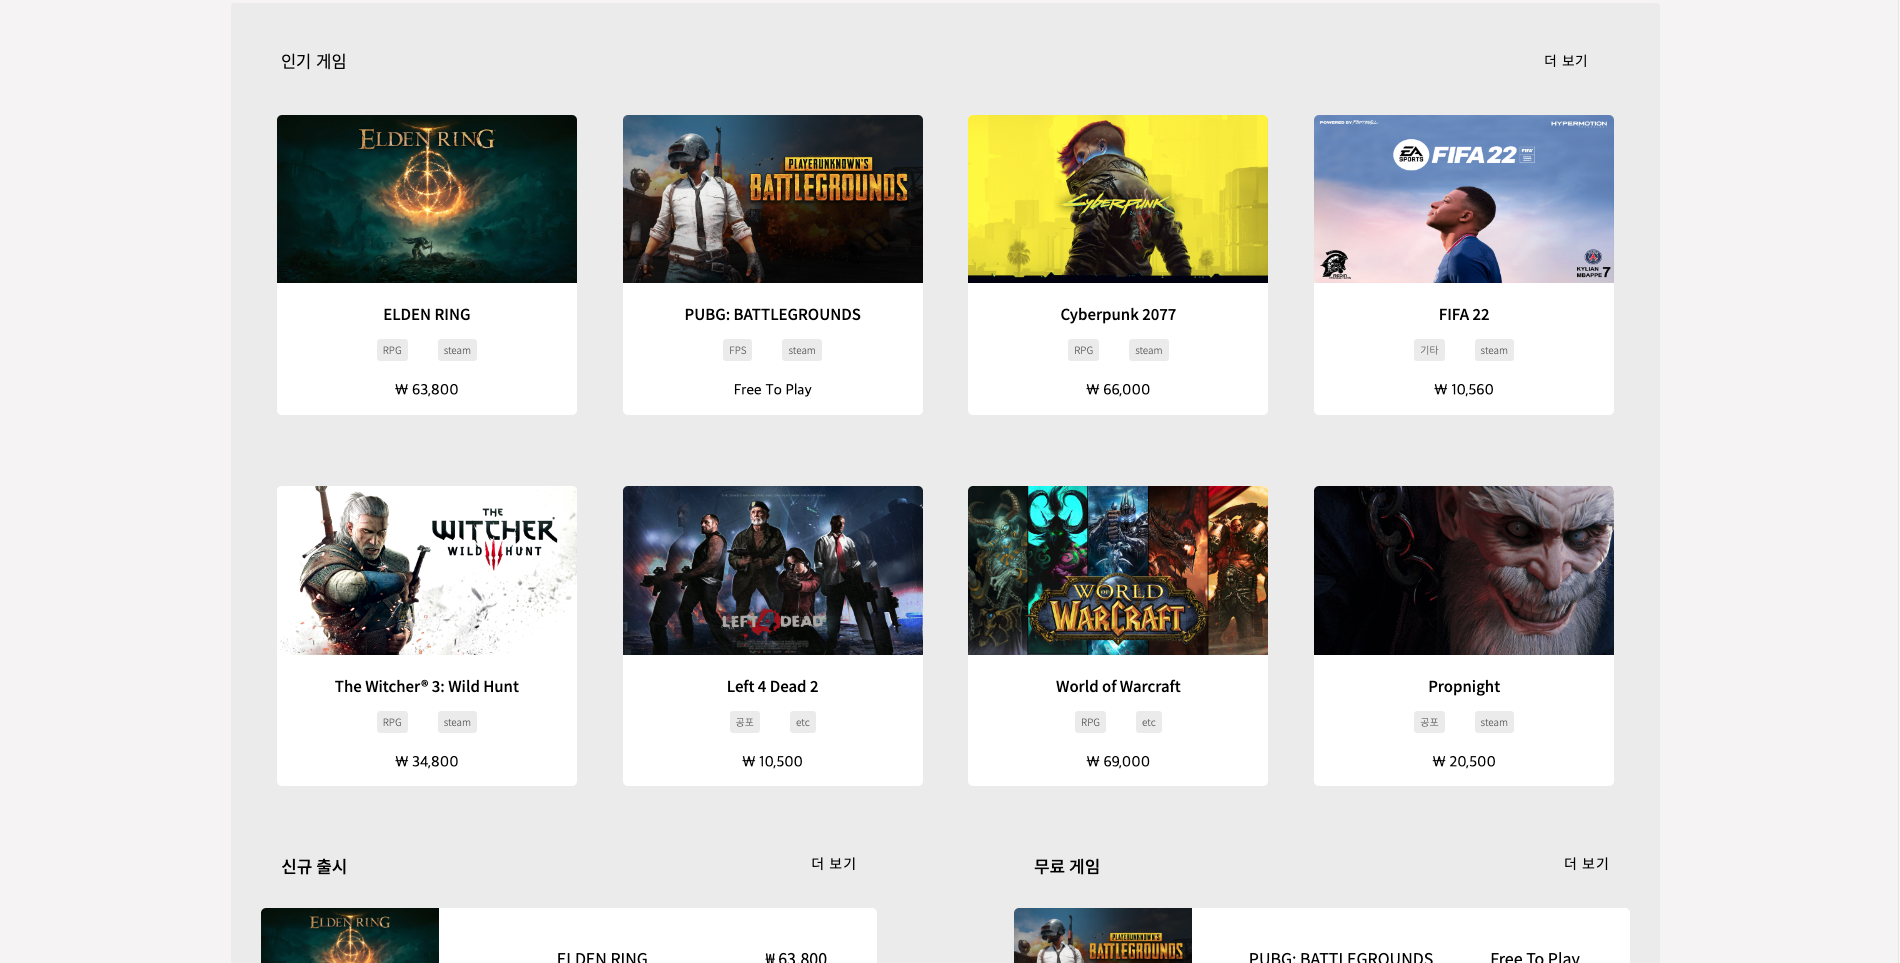 인기 게임
더 보기
ELDEN RING
PLAYERUNKNOWN'S
BATTLEGROUNDS
Cyberpunk
POWERED BY
HYPERMOTION
EA SPORTS FIFA 22
KYLIAN
MBAPPE 7
ELDEN RING
PUBG: BATTLEGROUNDS
Cyberpunk 2077
FIFA 22
RPG steam
FPS steam
RPG steam
기타 steam
₩ 63,800
Free To Play
₩ 66,000
₩ 10,560
THE
WITCHER
WILD HUNT
LEFT 4 DEAD
WORLD OF
WARCRAFT
The Witcher® 3: Wild Hunt
Left 4 Dead 2
World of Warcraft
Propnight
RPG steam
공포 etc
RPG etc
공포 steam
₩ 34,800
₩ 10,500
₩ 69,000
₩ 20,500
신규 출시
더 보기
무료 게임
더 보기
ELDEN RING
ELDEN RING
₩ 63,800
PLAYERUNKNOWN'S
BATTLEGROUNDS
PUBG: BATTLEGROUNDS
Free To Play